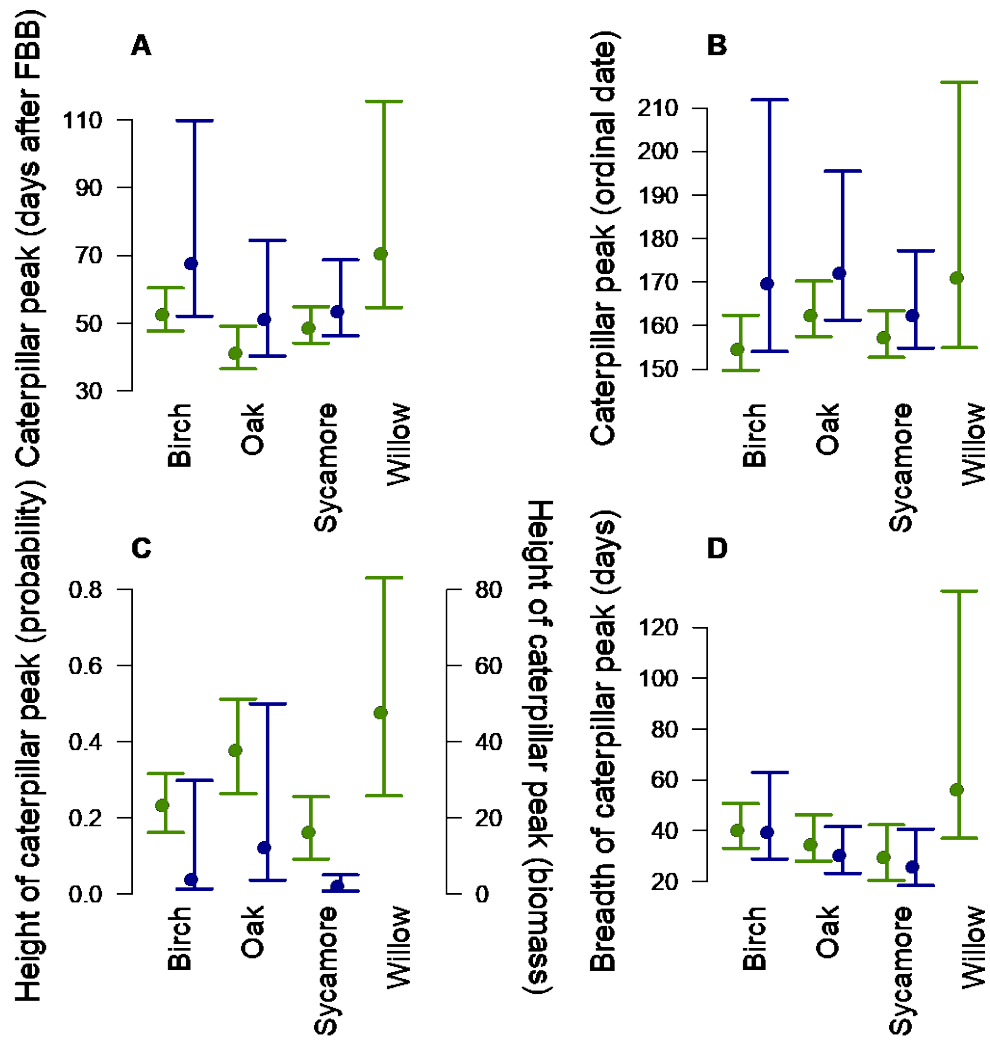 A
Caterpillar peak (days after FBB)
110
90
70
50
30
Birch
Oak
Sycamore
Willow
B
Caterpillar peak (ordinal date)
210
200
190
180
170
160
150
Birch
Oak
Sycamore
Willow
C
Height of caterpillar peak (probability)
0.8
0.6
0.4
0.2
0.0
80
60
40
20
0
Height of caterpillar peak (biomass)
Birch
Oak
Sycamore
Willow
D
Breadth of caterpillar peak (days)
120
100
80
60
40
20
Birch
Oak
Sycamore
Willow